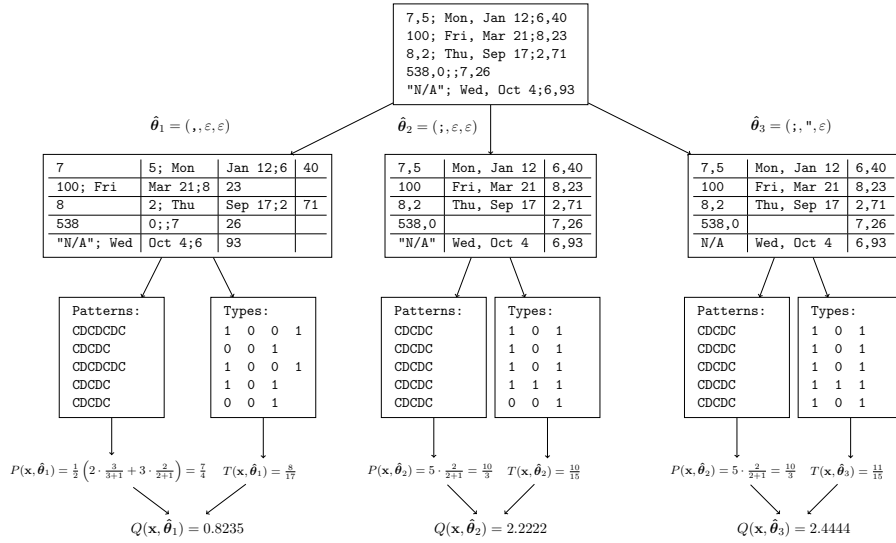 7,5; Mon, Jan 12;6,40
100; Fri, Mar 21;8,23
8,2; Thu, Sep 17;2,71
538,0;;7,26
"N/A"; Wed, Oct 4;6,93
θ̂₁ = (,, ε, ε) θ̂₂ = (;, ε, ε) θ̂₃ = (;, ", ε)
7 5; Mon Jan 12;6 40
100; Fri Mar 21;8 23
8 2; Thu Sep 17;2 71
538 0;;7 26
"N/A"; Wed Oct 4;6 93
7,5 Mon, Jan 12 6,40
100 Fri, Mar 21 8,23
8,2 Thu, Sep 17 2,71
538,0 7,26
"N/A" Wed, Oct 4 6,93
7,5 Mon, Jan 12 6,40
100 Fri, Mar 21 8,23
8,2 Thu, Sep 17 2,71
538,0 7,26
N/A Wed, Oct 4 6,93
Patterns:
CDCDCDC
CDCDC
CDCDCDC
CDCDC
CDCDC
Types:
1 0 0 1
0 0 1
1 0 0 1
1 0 1
0 0 1
Patterns:
CDCDC
CDCDC
CDCDC
CDCDC
CDCDC
Types:
1 0 1
1 0 1
1 0 1
1 1 1
0 0 1
Patterns:
CDCDC
CDCDC
CDCDC
CDCDC
CDCDC
Types:
1 0 1
1 0 1
1 0 1
1 1 1
1 0 1
P(x, θ̂₁) = 1/2 (2 · 3/(3+1) + 3 · 2/(2+1)) = 7/4 T(x, θ̂₁) = 8/17 P(x, θ̂₂) = 5 · 2/(2+1) = 10/3 T(x, θ̂₂) = 10/15 P(x, θ̂₂) = 5 · 2/(2+1) = 10/3 T(x, θ̂₃) = 11/15
Q(x, θ̂₁) = 0.8235 Q(x, θ̂₂) = 2.2222 Q(x, θ̂₃) = 2.4444